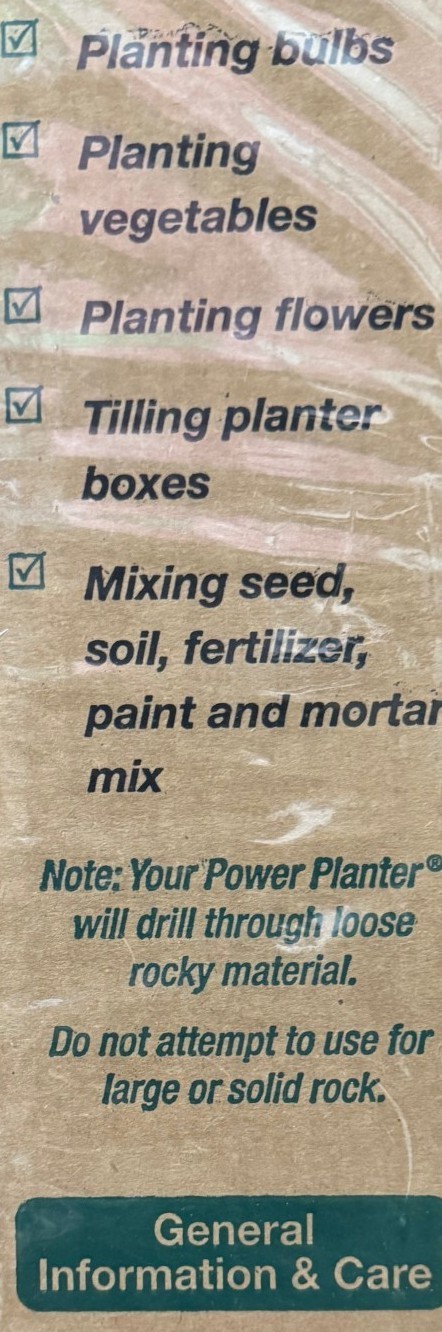 Planting bulbs
Planting
vegetables
Planting flowers
Tilling planter
boxes
Mixing seed,
soil, fertilizer,
paint and mortar
mix
Note: Your Power Planter®
will drill through loose
rocky material.
Do not attempt to use for
large or solid rock.
General
Information & Care